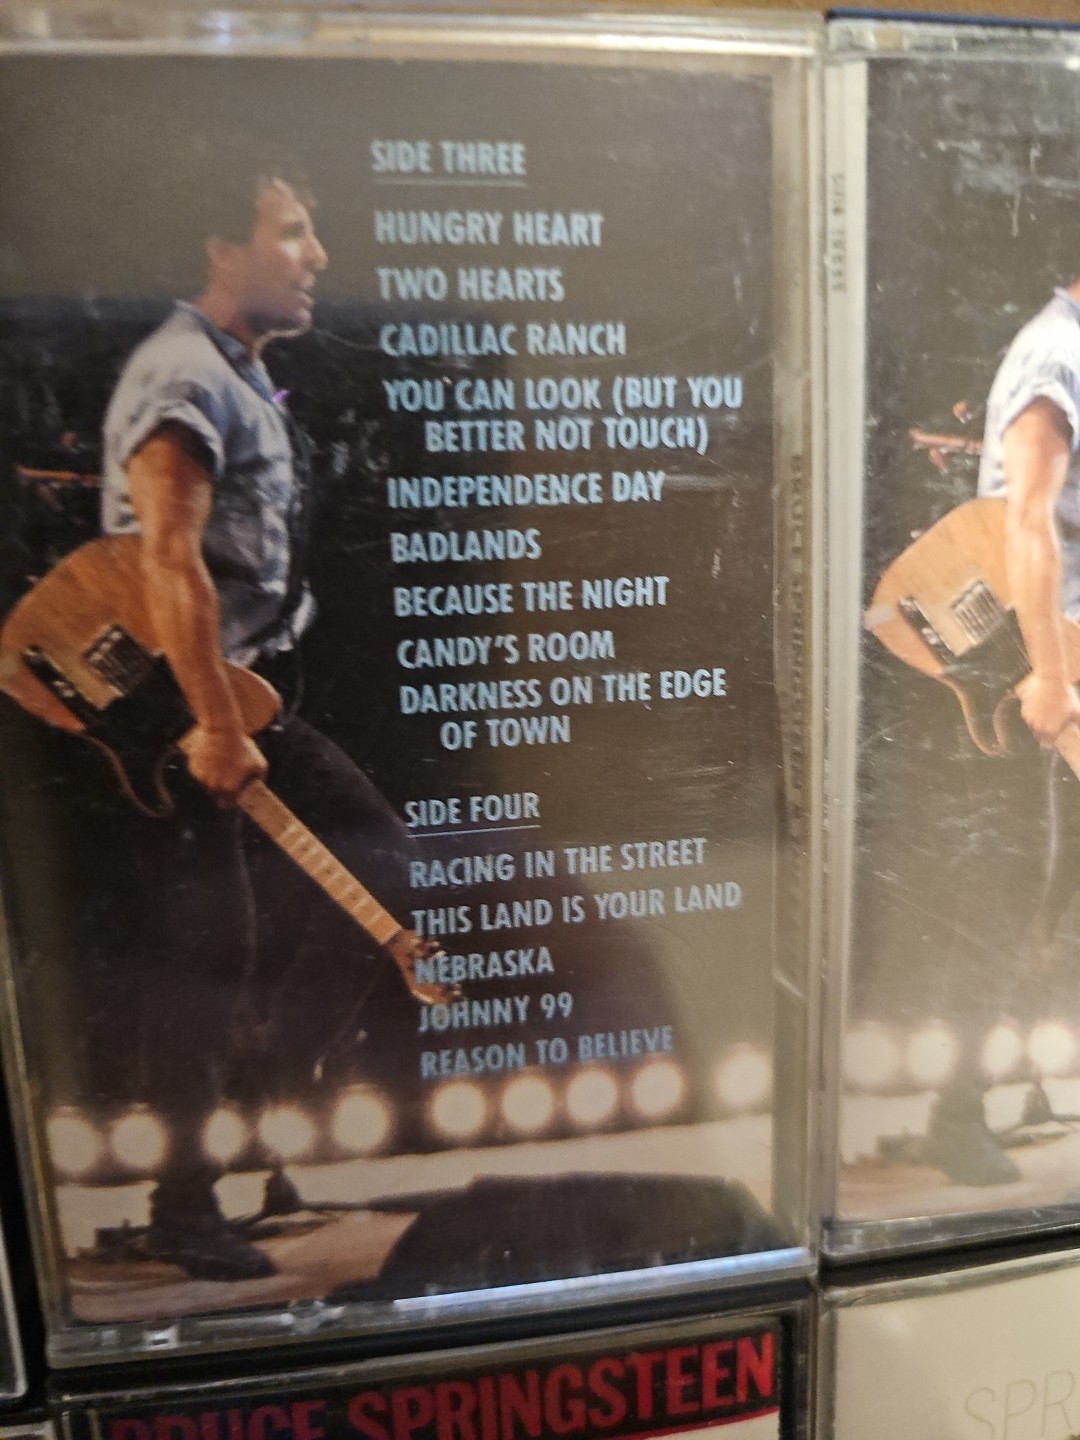 SIDE THREE
HUNGRY HEART
TWO HEARTS
CADILLAC RANCH
YOU CAN LOOK (BUT YOU
BETTER NOT TOUCH)
INDEPENDENCE DAY
BADLANDS
BECAUSE THE NIGHT
CANDY'S ROOM
DARKNESS ON THE EDGE
OF TOWN
SIDE FOUR
RACING IN THE STREET
THIS LAND IS YOUR LAND
NEBRASKA
JOHNNY 99
REASON TO BELIEVE
BRUCE SPRINGSTEEN
SPR